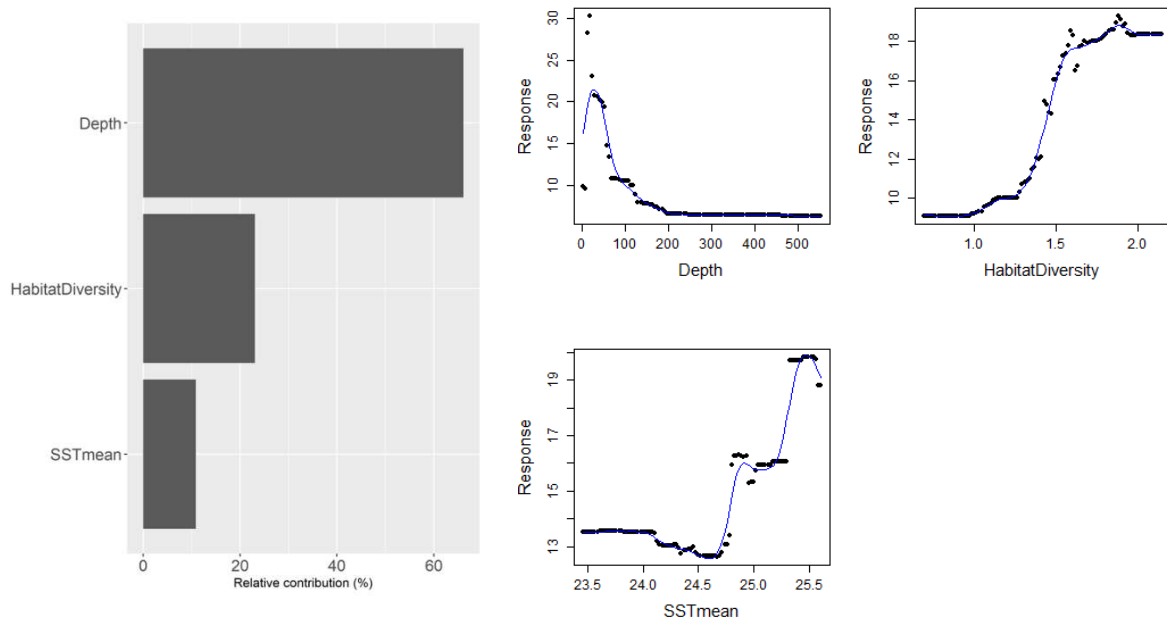 Depth
HabitatDiversity
SSTmean
0 20 40 60
Relative contribution (%)
Response
10 15 20 25 30
0 100 200 300 400 500
Depth
Response
10 12 14 16 18
1.0 1.5 2.0
HabitatDiversity
Response
13 15 17 19
23.5 24.0 24.5 25.0 25.5
SSTmean